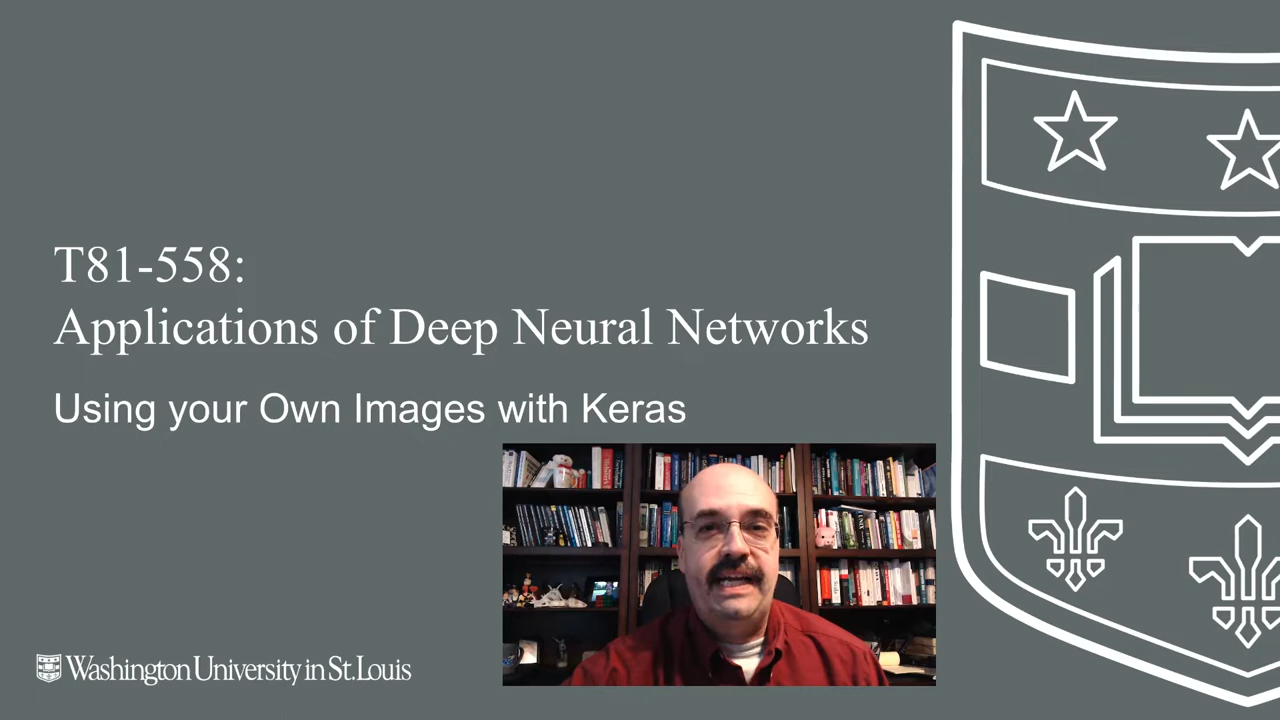 T81-558:
Applications of Deep Neural Networks
Using your Own Images with Keras
Washington University in St. Louis